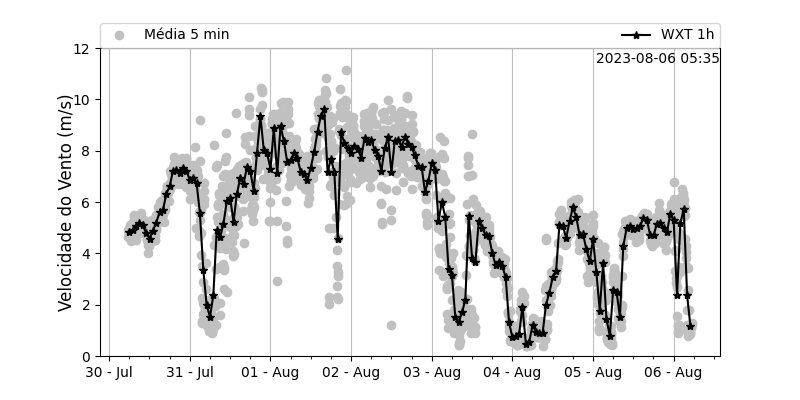 Média 5 min
WXT 1h
2023-08-06 05:35
Velocidade do Vento (m/s)
12
10
8
6
4
2
0
30 - Jul
31 - Jul
01 - Aug
02 - Aug
03 - Aug
04 - Aug
05 - Aug
06 - Aug